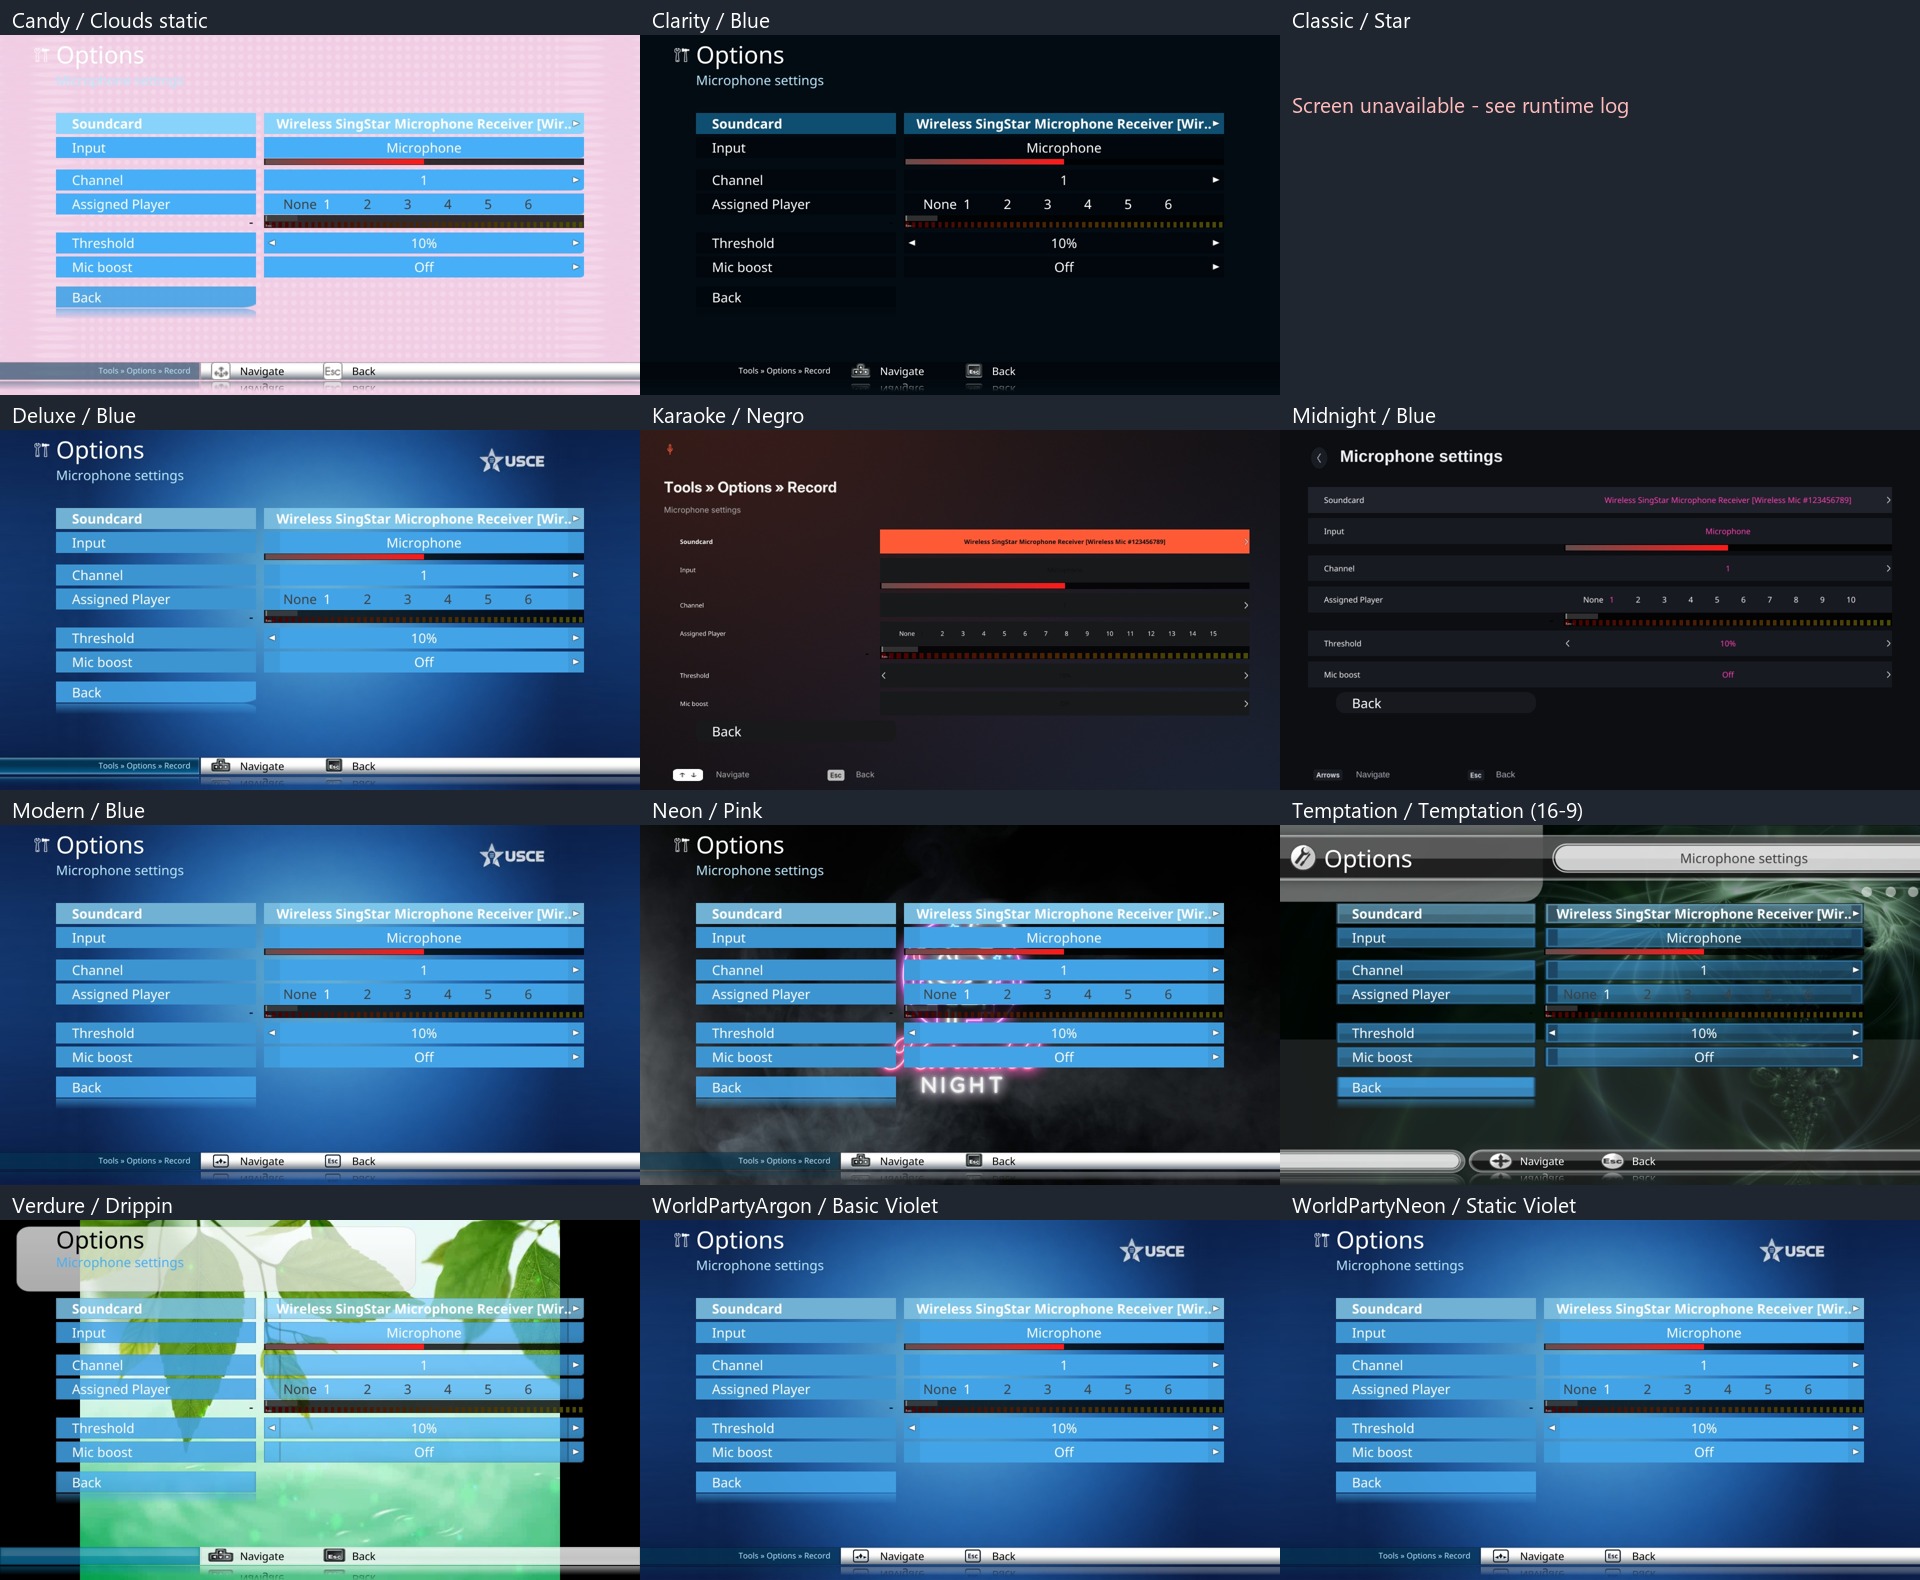 Candy / Clouds static
Options
Soundcard
Wireless SingStar Microphone Receiver [Wir..
Input
Microphone
Channel
1
Assigned Player
None 1 2 3 4 5 6
-
Threshold
10%
Mic boost
Off
Back
Tools » Options » Record
Navigate
Esc
Back
Clarity / Blue
Options
Microphone settings
Soundcard
Wireless SingStar Microphone Receiver [Wir..
Input
Microphone
Channel
1
Assigned Player
None 1 2 3 4 5 6
Threshold
10%
Mic boost
Off
Back
Tools » Options » Record
Navigate
Esc
Back
Classic / Star
Screen unavailable - see runtime log
Deluxe / Blue
Options
Microphone settings
USCE
Soundcard
Wireless SingStar Microphone Receiver [Wir..
Input
Microphone
Channel
1
Assigned Player
None 1 2 3 4 5 6
-
Threshold
10%
Mic boost
Off
Back
Tools » Options » Record
Navigate
Esc
Back
Karaoke / Negro
Tools » Options » Record
Microphone settings
Soundcard
Wireless SingStar Microphone Receiver [Wireless Mic #123456789]
Input
Channel
Assigned Player
None 2 3 4 5 6 7 8 9 10 11 12 13 14 15
Threshold
Mic boost
Back
Navigate
Esc
Back
Midnight / Blue
Microphone settings
Soundcard
Wireless SingStar Microphone Receiver [Wireless Mic #123456789]
Input
Microphone
Channel
1
Assigned Player
None 1 2 3 4 5 6 7 8 9 10
Threshold
10%
Mic boost
Off
Back
Arrows
Navigate
Esc
Back
Modern / Blue
Options
Microphone settings
USCE
Soundcard
Wireless SingStar Microphone Receiver [Wir..
Input
Microphone
Channel
1
Assigned Player
None 1 2 3 4 5 6
-
Threshold
10%
Mic boost
Off
Back
Tools » Options » Record
Navigate
Esc
Back
Neon / Pink
Options
Microphone settings
Soundcard
Wireless SingStar Microphone Receiver [Wir..
Input
Microphone
Channel
1
Assigned Player
None 1 2 3 4 5 6
-
Threshold
10%
Mic boost
Off
Back
NIGHT
Tools » Options » Record
Navigate
Esc
Back
Temptation / Temptation (16-9)
Options
Microphone settings
Soundcard
Wireless SingStar Microphone Receiver [Wir..
Input
Microphone
Channel
1
Assigned Player
None 1 2 3 4 5 6
Threshold
10%
Mic boost
Off
Back
Navigate
Esc
Back
Verdure / Drippin
Options
Microphone settings
Soundcard
Wireless SingStar Microphone Receiver [Wir..
Input
Microphone
Channel
1
Assigned Player
None 1 2 3 4 5 6
-
Threshold
10%
Mic boost
Off
Back
Navigate
Esc
Back
WorldPartyArgon / Basic Violet
Options
Microphone settings
USCE
Soundcard
Wireless SingStar Microphone Receiver [Wir..
Input
Microphone
Channel
1
Assigned Player
None 1 2 3 4 5 6
-
Threshold
10%
Mic boost
Off
Back
Tools » Options » Record
Navigate
Esc
Back
WorldPartyNeon / Static Violet
Options
Microphone settings
USCE
Soundcard
Wireless SingStar Microphone Receiver [Wir..
Input
Microphone
Channel
1
Assigned Player
None 1 2 3 4 5 6
-
Threshold
10%
Mic boost
Off
Back
Tools » Options » Record
Navigate
Esc
Back